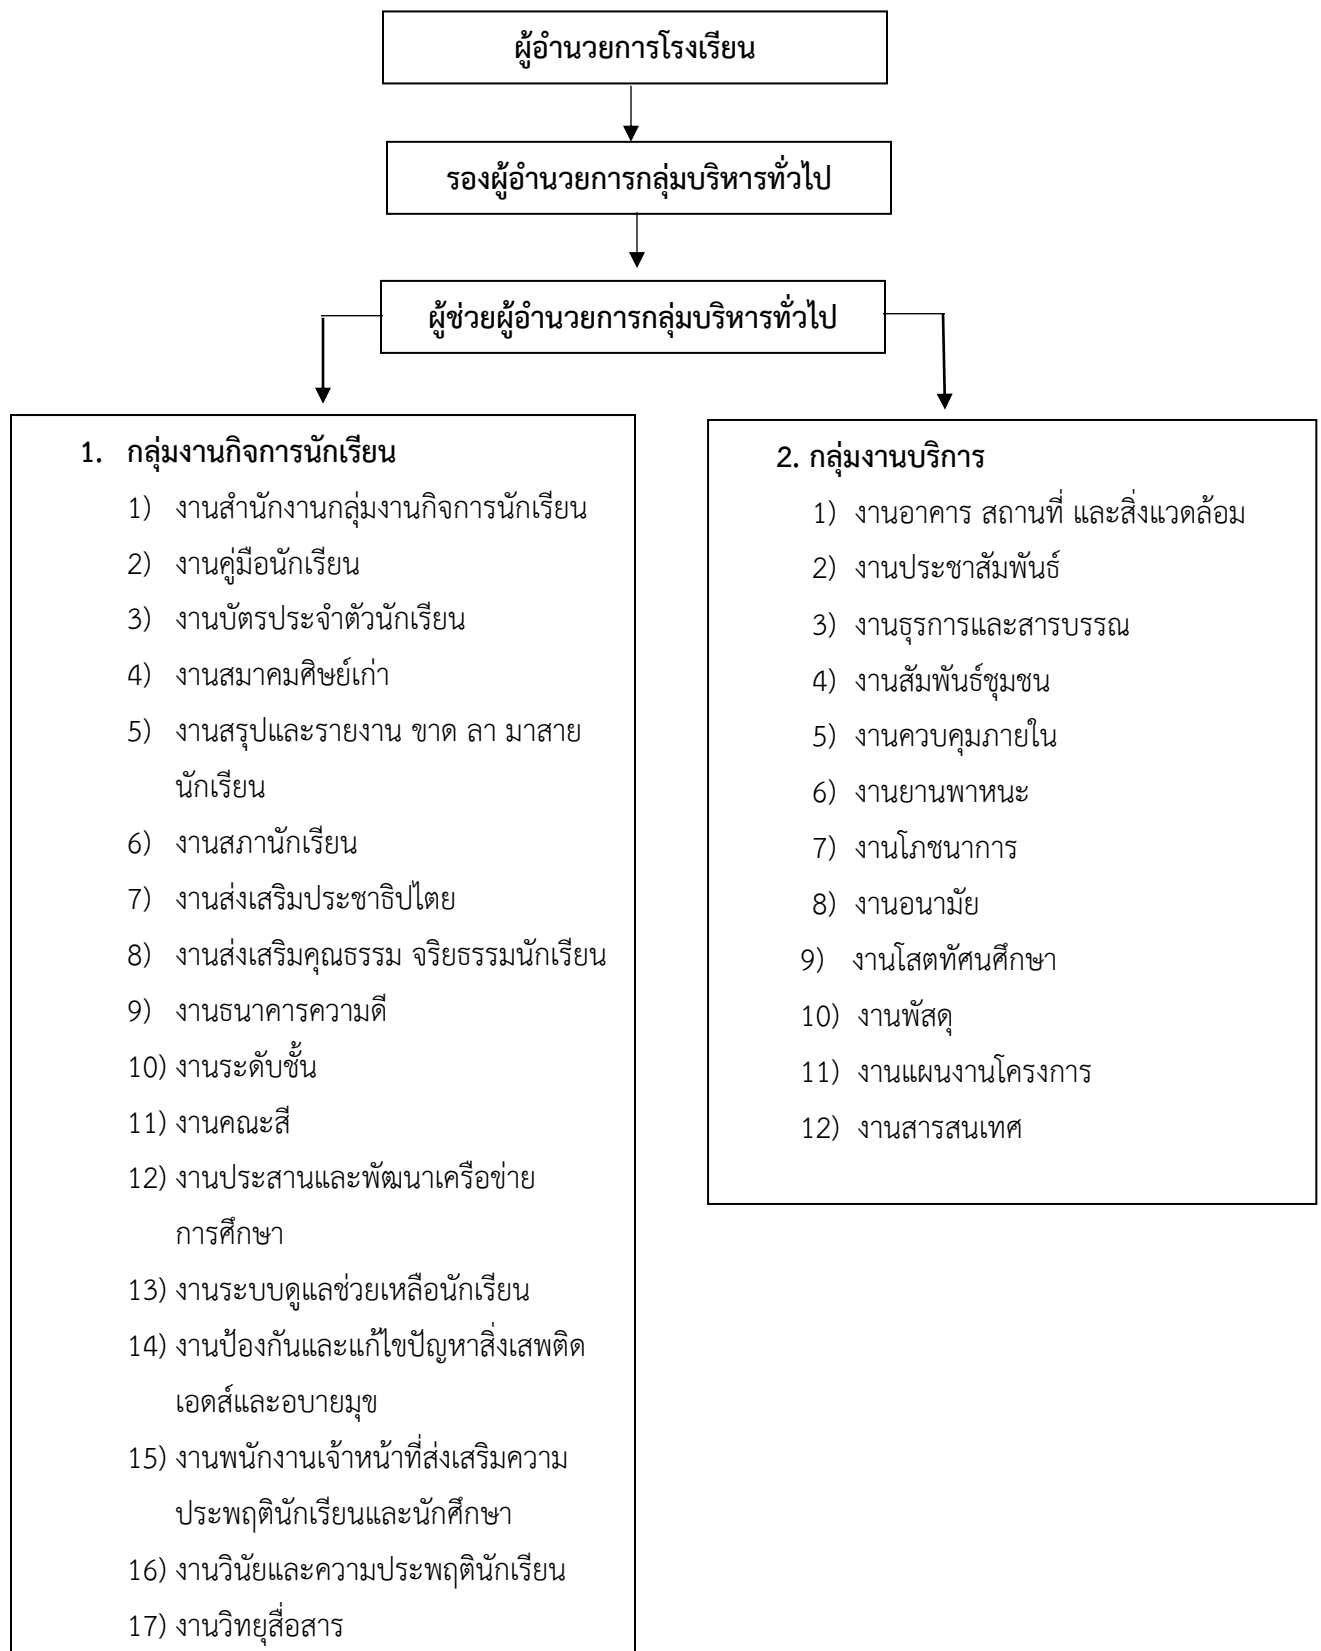 ผู้อำนวยการโรงเรียน
รองผู้อำนวยการกลุ่มบริหารทั่วไป
ผู้ช่วยผู้อำนวยการกลุ่มบริหารทั่วไป
1. กลุ่มงานกิจการนักเรียน
1) งานสำนักงานกลุ่มงานกิจการนักเรียน
2) งานคู่มือนักเรียน
3) งานบัตรประจำตัวนักเรียน
4) งานสมาคมศิษย์เก่า
5) งานสรุปและรายงาน ขาด ลา มาสาย
นักเรียน
6) งานสภานักเรียน
7) งานส่งเสริมประชาธิปไตย
8) งานส่งเสริมคุณธรรม จริยธรรมนักเรียน
9) งานธนาคารความดี
10) งานระดับชั้น
11) งานคณะสี
12) งานประสานและพัฒนาเครือข่าย
การศึกษา
13) งานระบบดูแลช่วยเหลือนักเรียน
14) งานป้องกันและแก้ไขปัญหาสิ่งเสพติด
เอดส์และอบายมุข
15) งานพนักงานเจ้าหน้าที่ส่งเสริมความ
ประพฤตินักเรียนและนักศึกษา
16) งานวินัยและความประพฤตินักเรียน
17) งานวิทยุสื่อสาร
2. กลุ่มงานบริการ
1) งานอาคาร สถานที่ และสิ่งแวดล้อม
2) งานประชาสัมพันธ์
3) งานธุรการและสารบรรณ
4) งานสัมพันธ์ชุมชน
5) งานควบคุมภายใน
6) งานยานพาหนะ
7) งานโภชนาการ
8) งานอนามัย
9) งานโสตทัศนศึกษา
10) งานพัสดุ
11) งานแผนงานโครงการ
12) งานสารสนเทศ